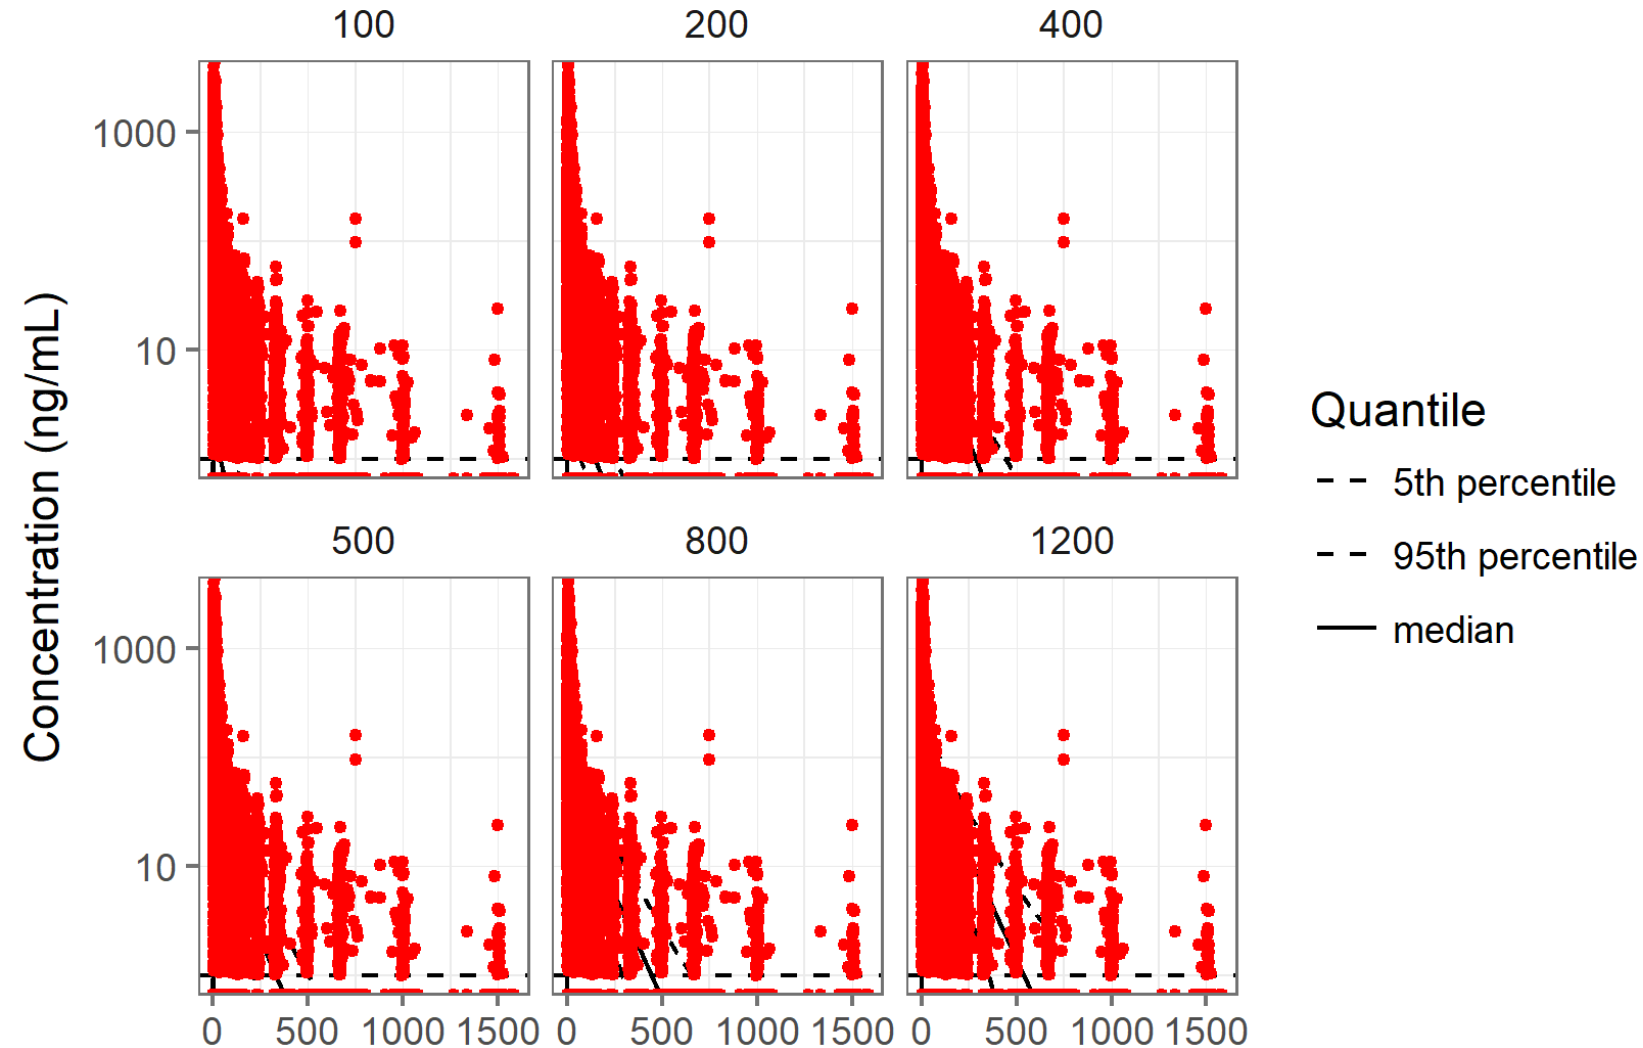 100 200 400
1000
10
500 800 1200
1000
10
0 500 1000 1500 0 500 1000 1500 0 500 1000 1500
Concentration (ng/mL)
Quantile
5th percentile
95th percentile
median